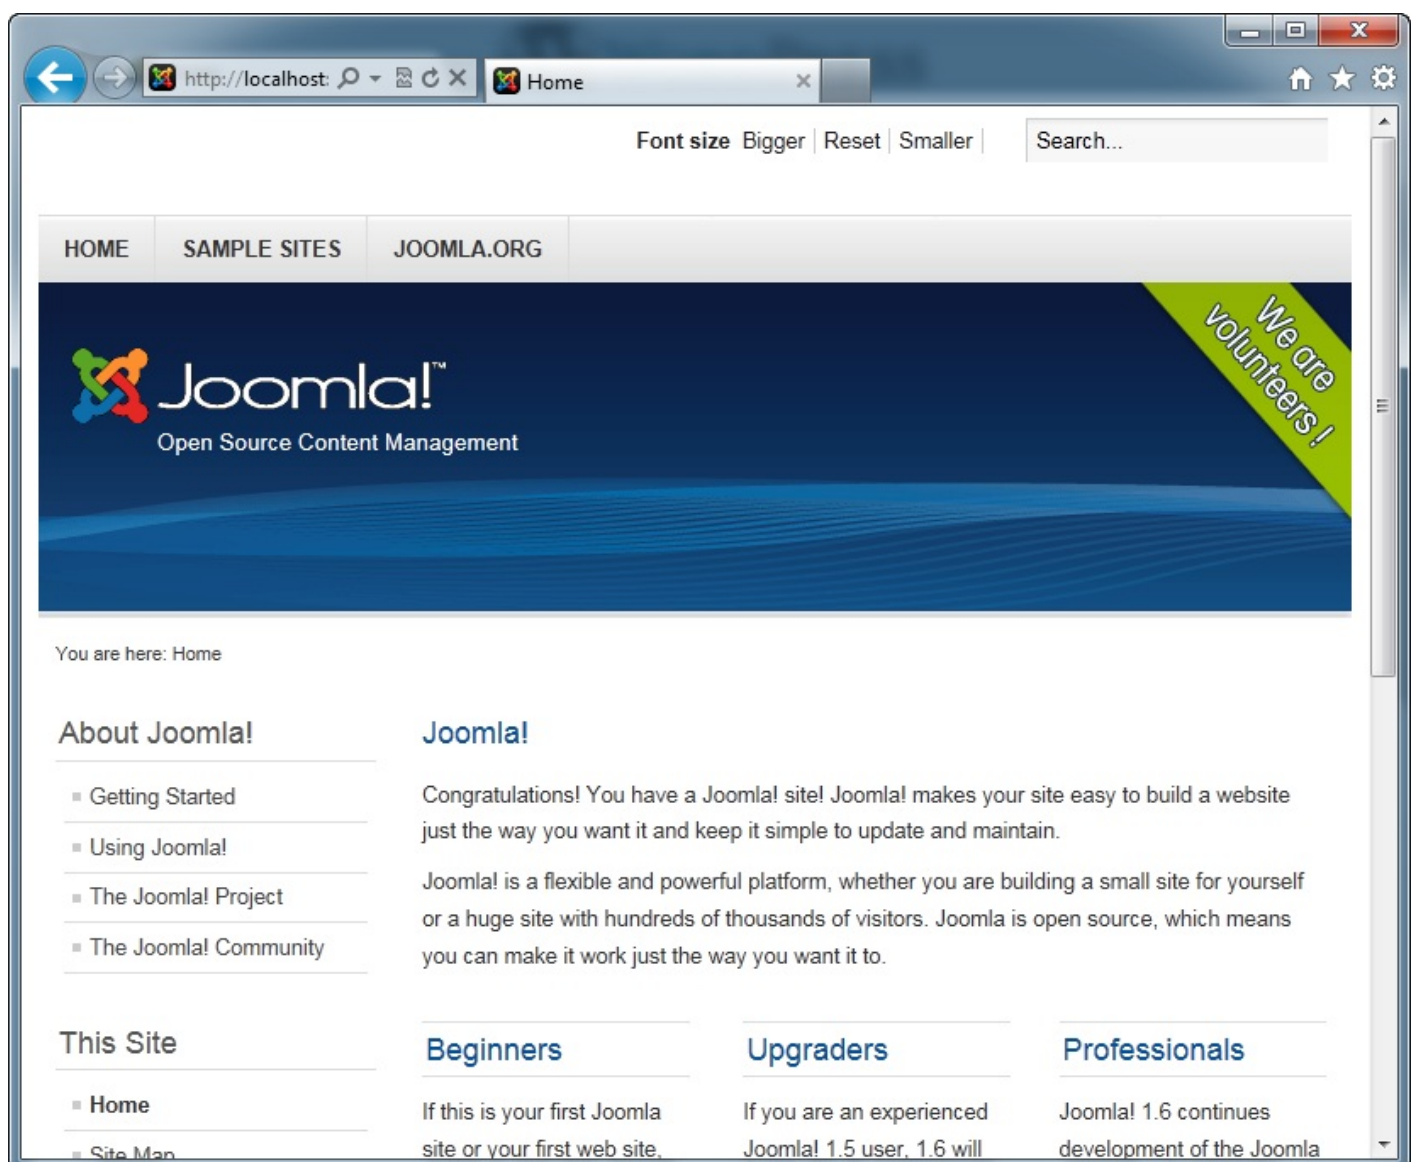 http://localhost:
Home
Font size Bigger Reset Smaller
Search...
HOME SAMPLE SITES JOOMLA.ORG
We are
volunteers!
Joomla!™
Open Source Content Management
You are here: Home
About Joomla!
Getting Started
Using Joomla!
The Joomla! Project
The Joomla! Community
This Site
Home
Site Map
Joomla!
Congratulations! You have a Joomla! site! Joomla! makes your site easy to build a website
just the way you want it and keep it simple to update and maintain.
Joomla! is a flexible and powerful platform, whether you are building a small site for yourself
or a huge site with hundreds of thousands of visitors. Joomla is open source, which means
you can make it work just the way you want it to.
Beginners
If this is your first Joomla
site or your first web site,
Upgraders
If you are an experienced
Joomla! 1.5 user, 1.6 will
Professionals
Joomla! 1.6 continues
development of the Joomla